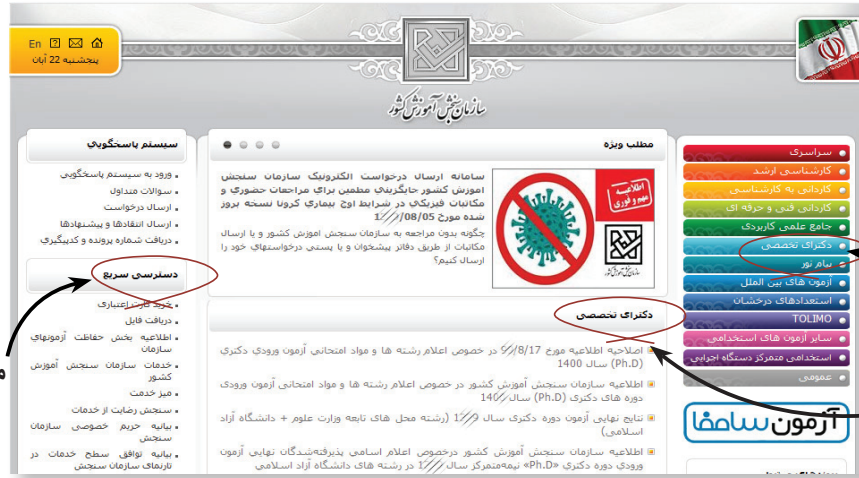 En
پنجشنبه 22 آبان
سازمان سنجش آموزش کشور
سراسری
کارشناسی ارشد
کاردانی به کارشناسی
کاردانی فنی و حرفه ای
جامع علمی کاربردی
دکترای تخصصی
پیام نور
آزمون های بین الملل
استعدادهای درخشان
TOLIMO
سایر آزمون های استخدامی
استخدامی متمرکز دستگاه اجرایی
عمومی
آزمون سامفا
مطلب ویژه
اطلاعیه
مهم و فوری
سازمان سنجش آموزش کشور
سامانه ارسال درخواست الکترونیک سازمان سنجش
اموزش کشور جایگزینی مطمین برای مراجعات حضوری و
مکاتبات فیزیکی در شرایط اوج بیماری کرونا نسخه بروز
شده مورخ
چگونه بدون مراجعه به سازمان سنجش اموزش کشور و یا ارسال
مکاتبات از طریق دفاتر پیشخوان و یا پستی درخواستهای خود را
ارسال کنیم؟
دکترای تخصصی
اصلاحیه اطلاعیه مورخ 8/17/ در خصوص اعلام رشته ها و مواد امتحانی آزمون ورودی دکتری
(Ph.D) سال 1400
اطلاعیه سازمان سنجش آموزش کشور در خصوص اعلام رشته ها و مواد امتحانی آزمون ورودی
دوره های دکتری (Ph.D) سال
نتایج نهایی آزمون دوره دکتری سال (رشته محل های تابعه وزارت علوم + دانشگاه آزاد
اسلامی)
اطلاعیه سازمان سنجش آموزش کشور درخصوص اعلام اسامی پذیرفته‌شدگان نهایی آزمون
ورودی دوره دکتری «Ph.D» نیمه‌متمرکز سال در رشته های دانشگاه آزاد اسلامی
سیستم پاسخگویی
ورود به سیستم پاسخگویی
سوالات متداول
ارسال درخواست
ارسال انتقادها و پیشنهادها
دریافت شماره پرونده و کدپیگیری
دسترسی سریع
خرید کارت اعتباری
دریافت فایل
اطلاعیه بخش حفاظت آزمونهای
سازمان
خدمات سازمان سنجش آموزش
کشور
میز خدمت
سنجش رضایت از خدمات
بیانیه حریم خصوصی سازمان
سنجش
بیانیه توافق سطح خدمات در
تارنمای سازمان سنجش